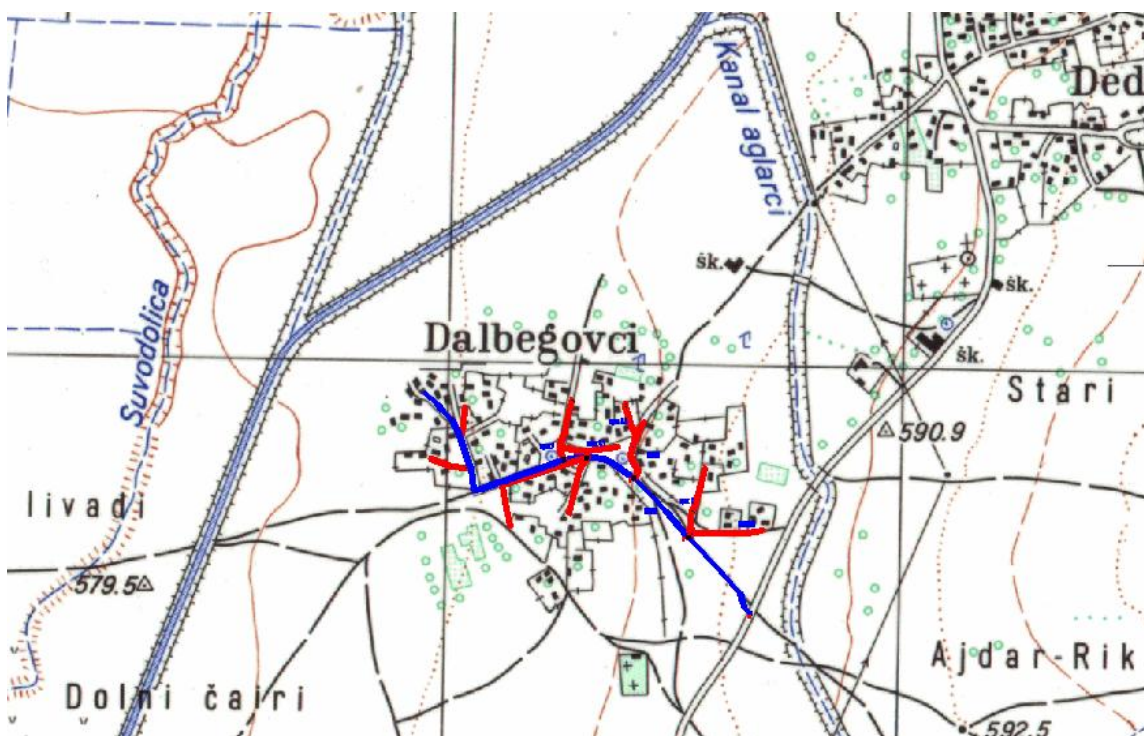 Kanal aglarci
Ded
Suvodolica
šk.
šk.
Dalbegovci
šk.
Stari
590.9
livadi
579.5
Ajdar-Rik
Dolni čairi
592.5